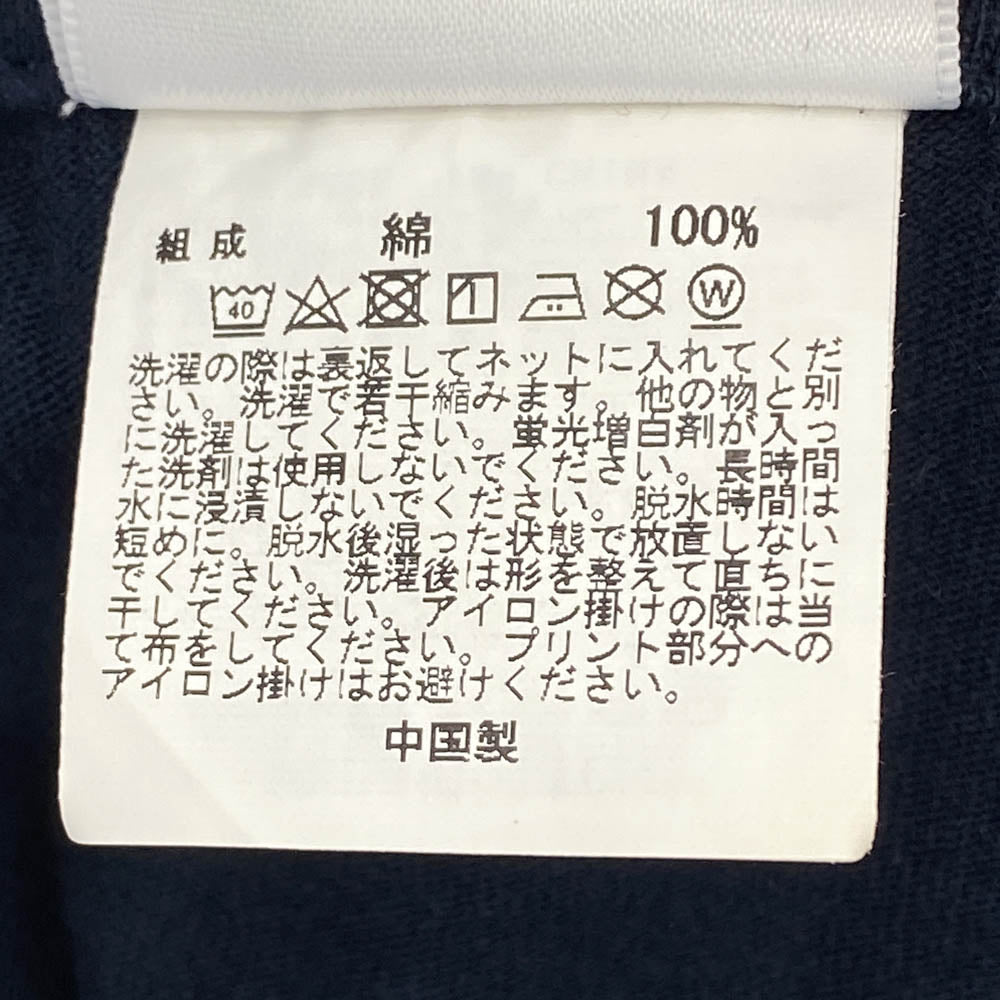 組成 綿 100%
40 W
洗濯の際は裏返してネットに入れてくだ
さい。洗濯で若干縮みます。他の物と別
に洗濯してください。蛍光増白剤が入っ
た洗剤は使用しないでください。長時間
水に浸漬しないでください。脱水時間は
短めに。脱水後湿った状態で放置しない
でください。洗濯後は形を整えて直ちに
干してください。アイロン掛けの際は当
て布をしてください。プリント部分への
アイロン掛けはお避けください。
中国製